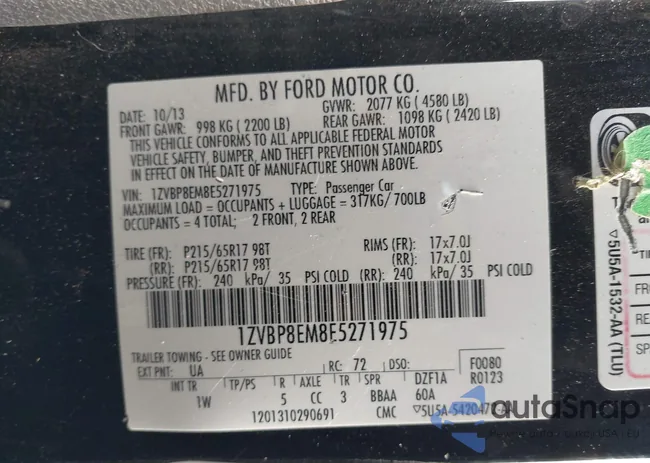 MFD. BY FORD MOTOR CO.
DATE: 10/13 GVWR: 2077 KG ( 4580 LB)
FRONT GAWR: 998 KG ( 2200 LB) REAR GAWR: 1098 KG ( 2420 LB)
THIS VEHICLE CONFORMS TO ALL APPLICABLE FEDERAL MOTOR
VEHICLE SAFETY, BUMPER, AND THEFT PREVENTION STANDARDS
IN EFFECT ON THE DATE OF MANUFACTURE SHOWN ABOVE.
VIN: 1ZVBP8EM8E5271975 TYPE: Passenger Car
MAXIMUM LOAD = OCCUPANTS + LUGGAGE = 317KG/ 700LB
OCCUPANTS = 4 TOTAL; 2 FRONT, 2 REAR
TIRE (FR): P215/65R17 98T RIMS (FR): 17x7.0J
(RR): P215/65R17 98T (RR): 17x7.0J
PRESSURE (FR): 240 kPa/ 35 PSI COLD (RR): 240 kPa/ 35 PSI COLD
1ZVBP8EM8E5271975
TRAILER TOWING - SEE OWNER GUIDE
EXT PNT: UA RC: 72 DSO: F0080
INT TR TP/PS R AXLE TR SPR DZF1A R0123
1W 5 CC 3 BBAA 60A
1201310290691 CMC ▽5U5A-5420472-
▽5U5A-1532-AA (TLU)
FRO
RE
SP
autoSnap